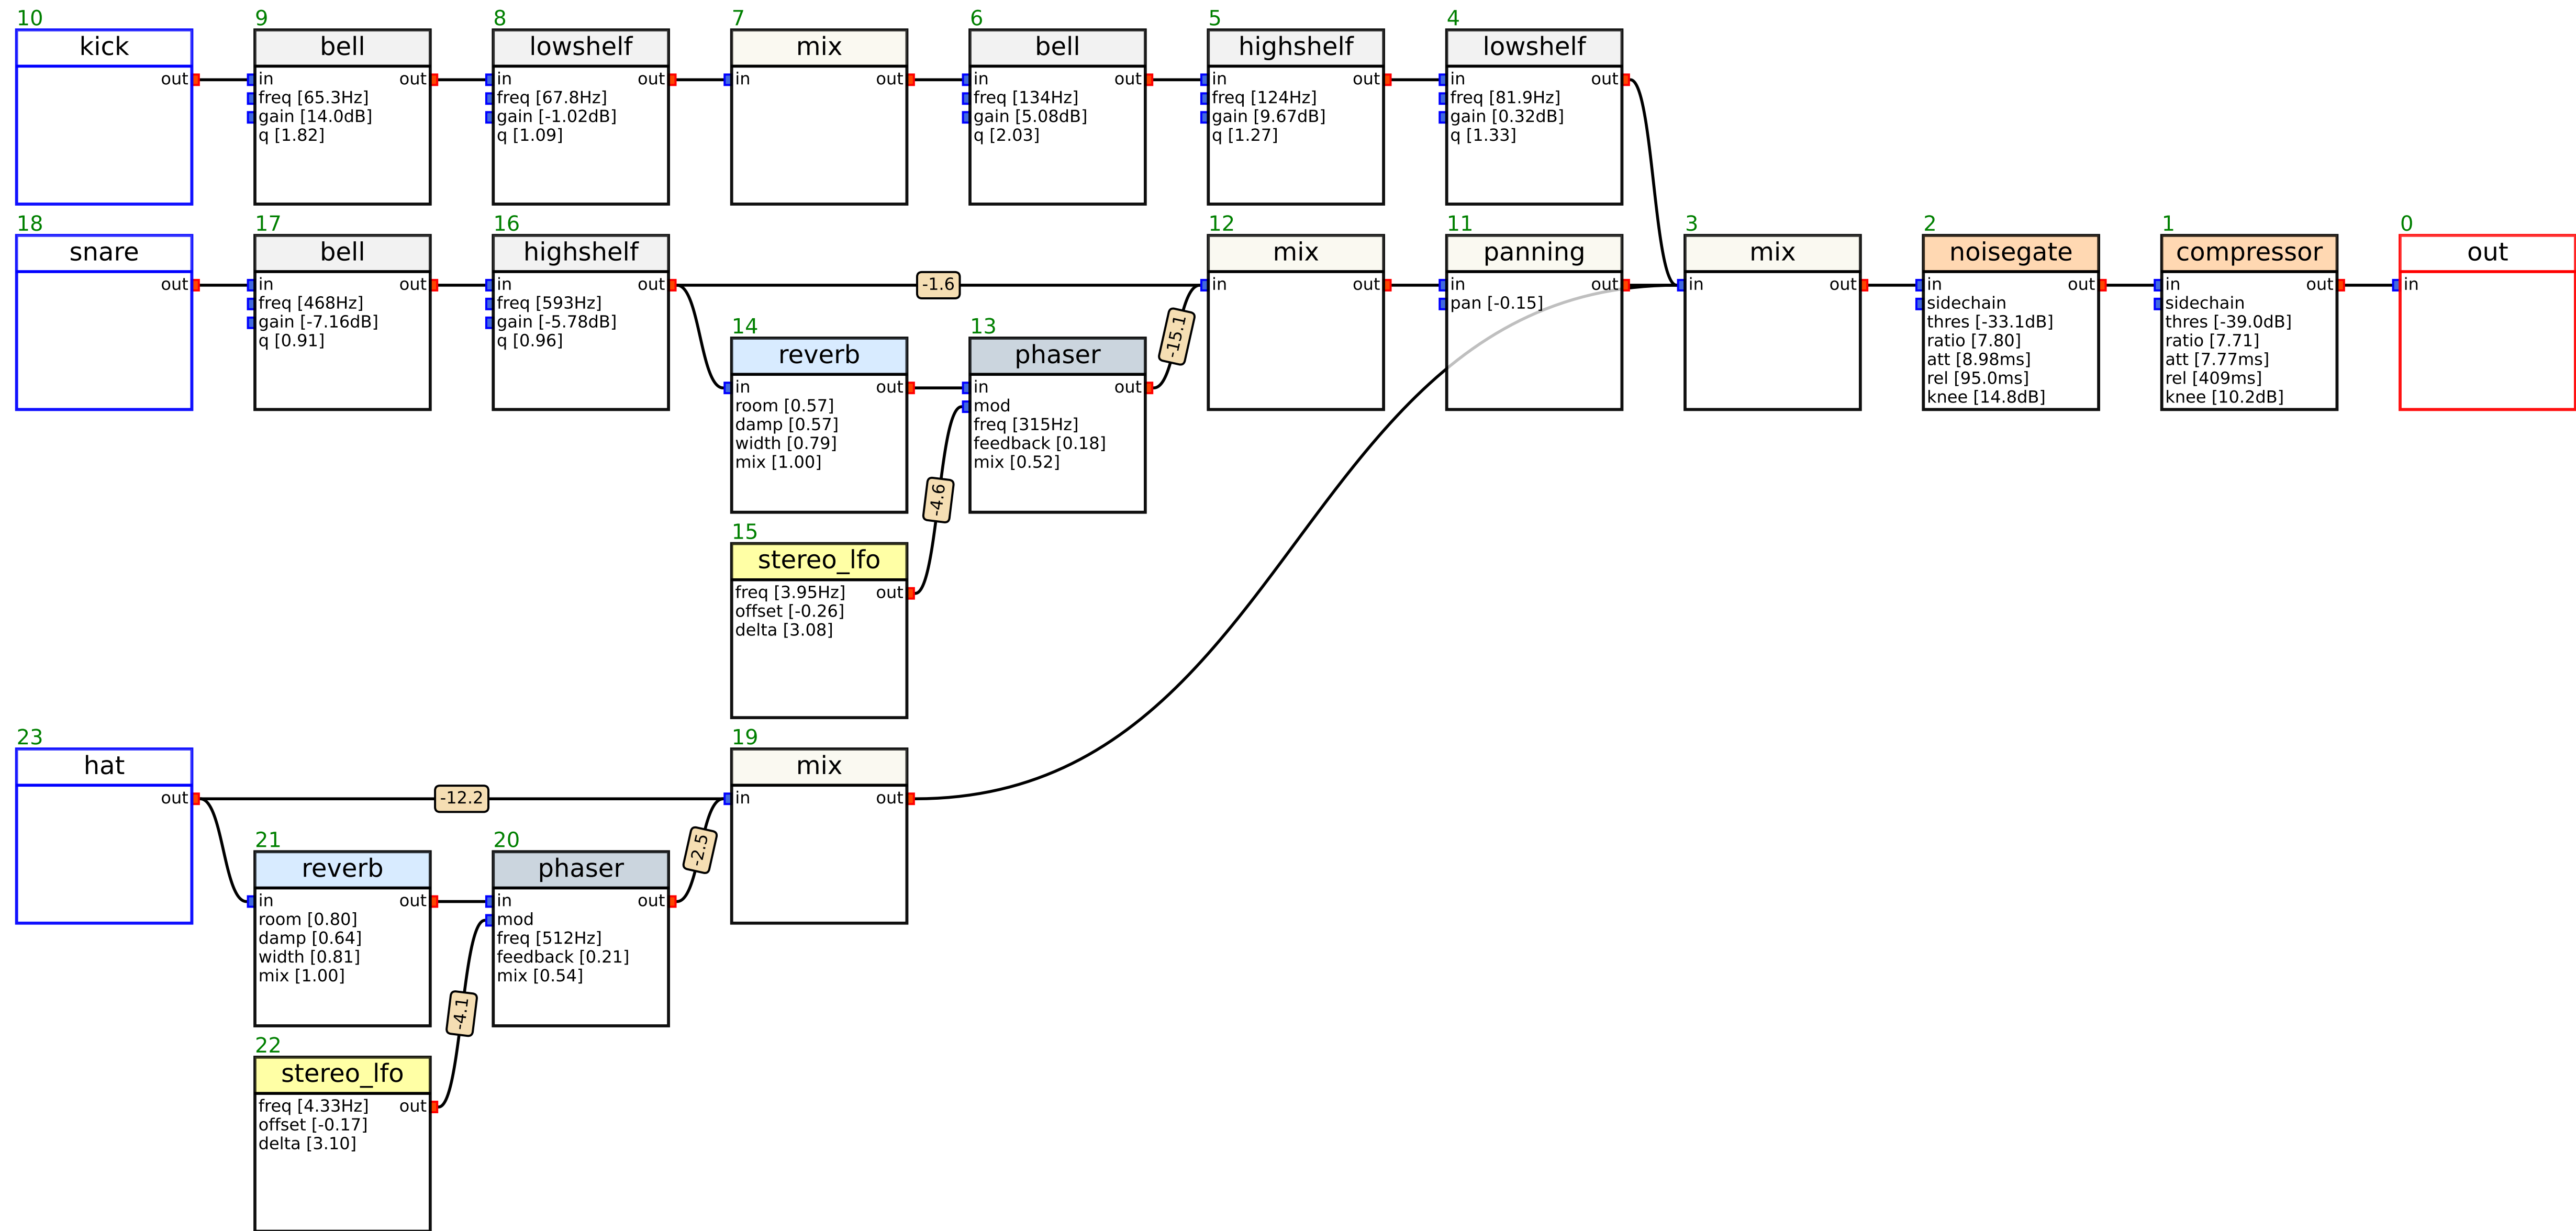 10
kick
out
9
bell
in out
freq [65.3Hz]
gain [14.0dB]
q [1.82]
8
lowshelf
in out
freq [67.8Hz]
gain [-1.02dB]
q [1.09]
7
mix
in out
6
bell
in out
freq [134Hz]
gain [5.08dB]
q [2.03]
5
highshelf
in out
freq [124Hz]
gain [9.67dB]
q [1.27]
4
lowshelf
in out
freq [81.9Hz]
gain [0.32dB]
q [1.33]
18
snare
out
17
bell
in out
freq [468Hz]
gain [-7.16dB]
q [0.91]
16
highshelf
in out
freq [593Hz]
gain [-5.78dB]
q [0.96]
-1.6
12
mix
in out
11
panning
in out
pan [-0.15]
3
mix
in out
2
noisegate
in out
sidechain
thres [-33.1dB]
ratio [7.80]
att [8.98ms]
rel [95.0ms]
knee [14.8dB]
1
compressor
in out
sidechain
thres [-39.0dB]
ratio [7.71]
att [7.77ms]
rel [409ms]
knee [10.2dB]
0
out
in
14
reverb
in out
room [0.57]
damp [0.57]
width [0.79]
mix [1.00]
13
phaser
in out
mod
freq [315Hz]
feedback [0.18]
mix [0.52]
-15.1
-4.6
15
stereo_lfo
freq [3.95Hz] out
offset [-0.26]
delta [3.08]
23
hat
out
-12.2
19
mix
in out
21
reverb
in out
room [0.80]
damp [0.64]
width [0.81]
mix [1.00]
20
phaser
in out
mod
freq [512Hz]
feedback [0.21]
mix [0.54]
-2.5
-4.1
22
stereo_lfo
freq [4.33Hz] out
offset [-0.17]
delta [3.10]